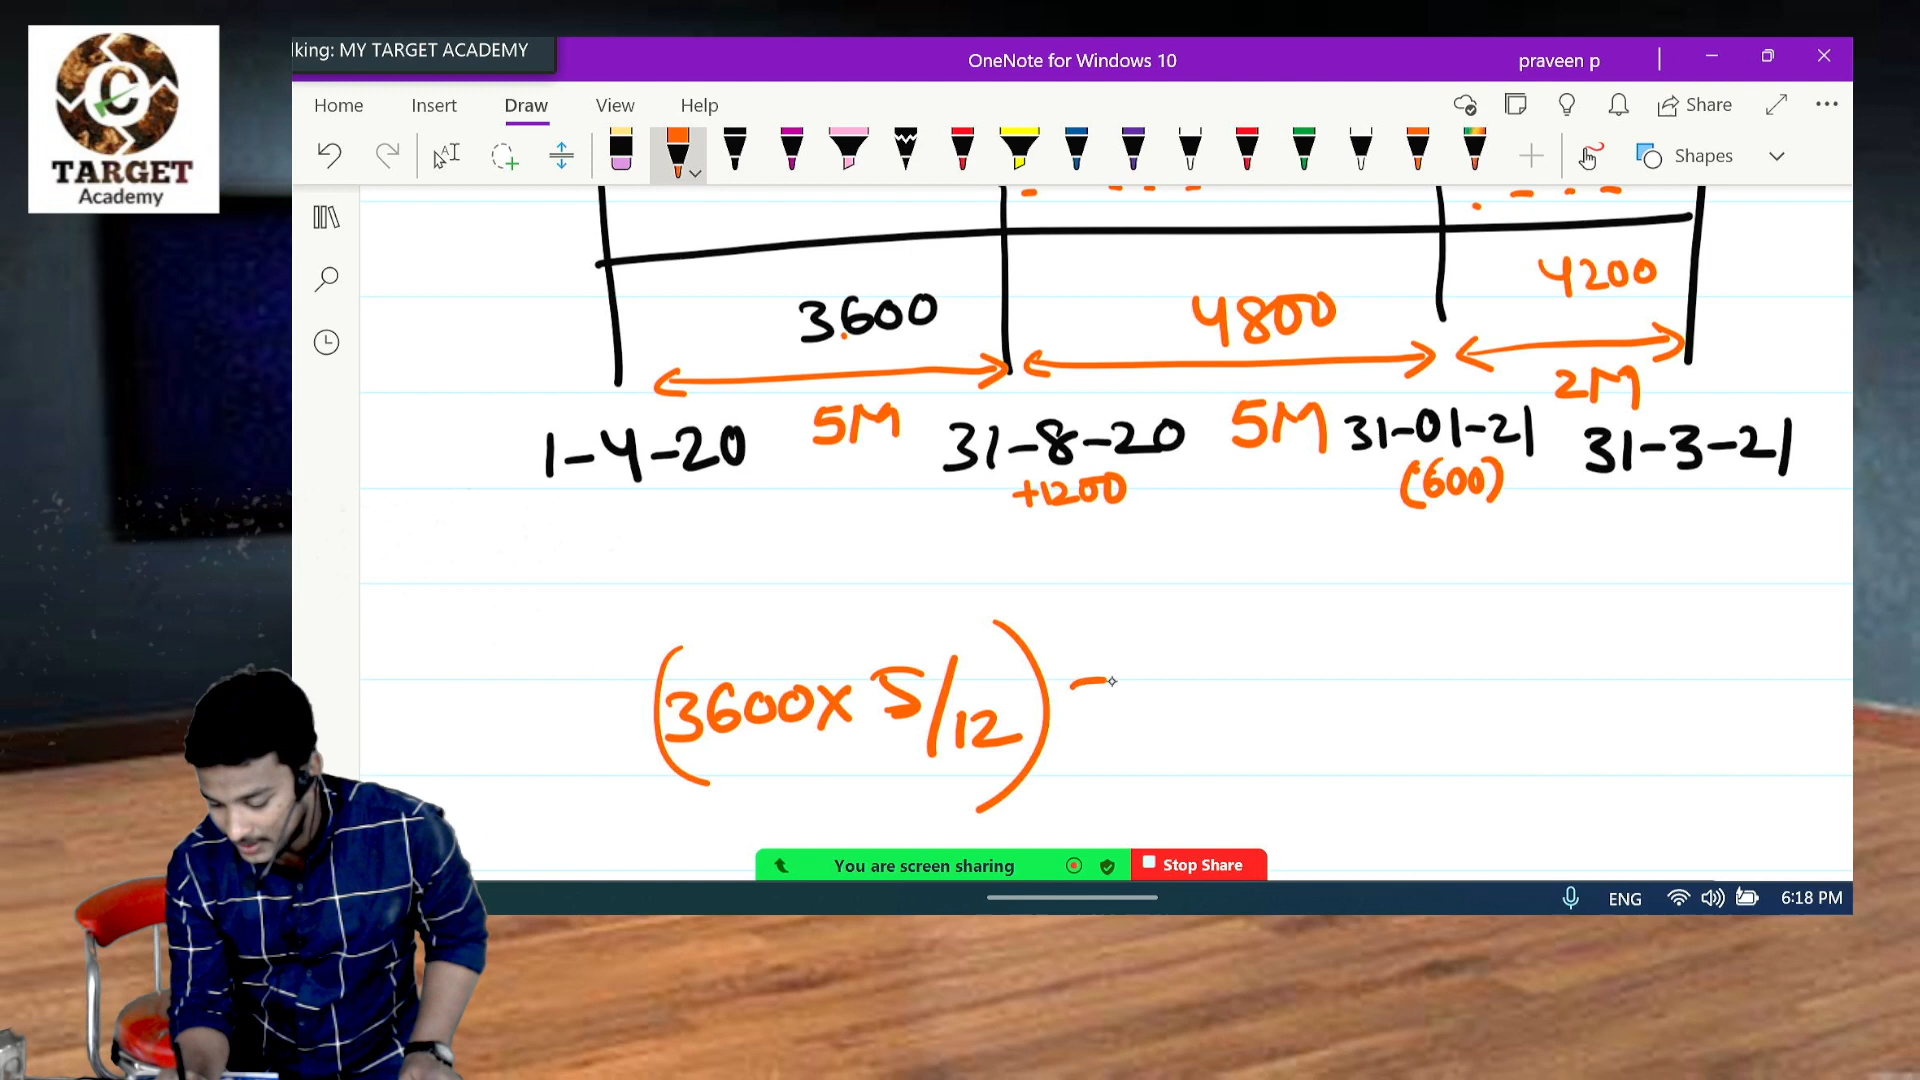 lking: MY TARGET ACADEMY
OneNote for Windows 10
praveen p
Home Insert Draw View Help
Share
Shapes
C
TARGET
Academy
3600 4800 4200
5M 5M 2M
1-4-20 31-8-20 31-01-21 31-3-21
+1200 (600)
(3600x 5/12) -
You are screen sharing
Stop Share
ENG
6:18 PM